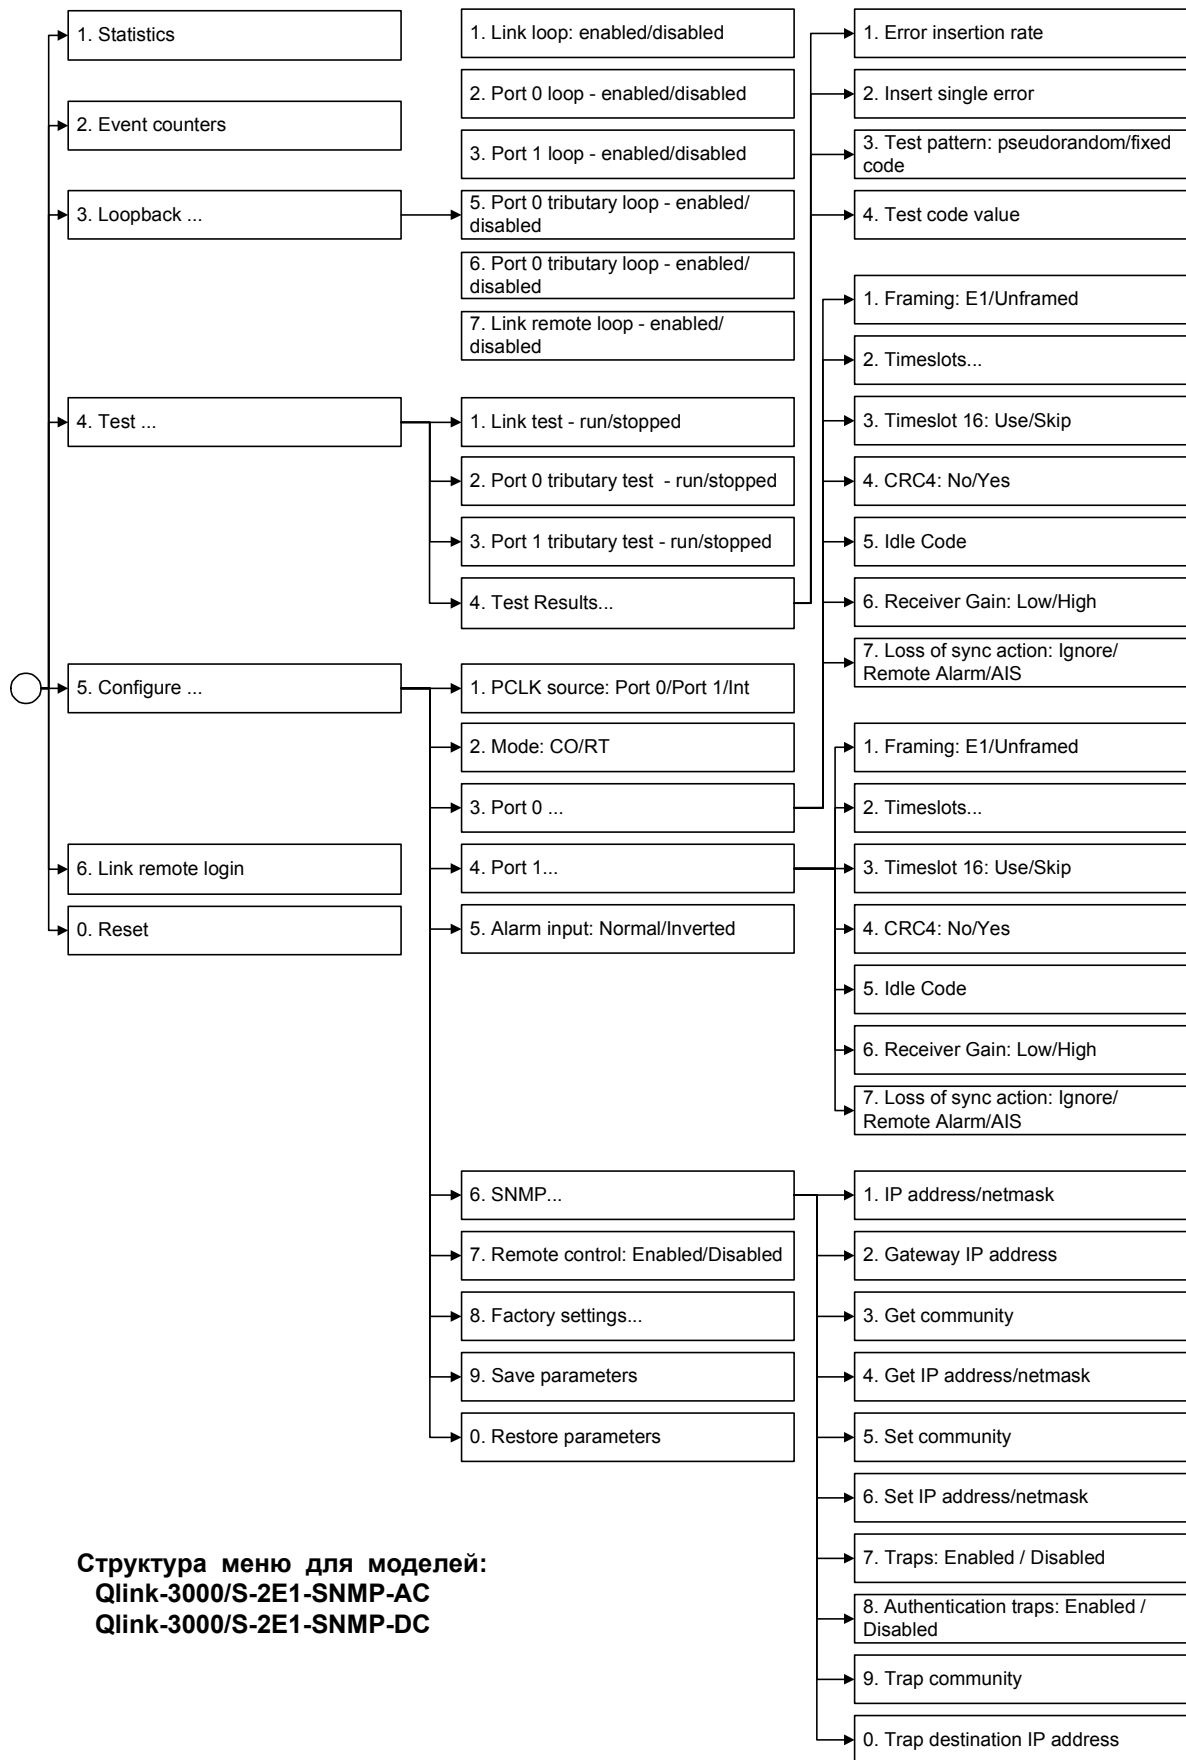 1. Statistics
2. Event counters
3. Loopback ...
4. Test ...
5. Configure ...
6. Link remote login
0. Reset
1. Link loop: enabled/disabled
2. Port 0 loop - enabled/disabled
3. Port 1 loop - enabled/disabled
5. Port 0 tributary loop - enabled/
disabled
6. Port 0 tributary loop - enabled/
disabled
7. Link remote loop - enabled/
disabled
1. Link test - run/stopped
2. Port 0 tributary test - run/stopped
3. Port 1 tributary test - run/stopped
4. Test Results...
1. PCLK source: Port 0/Port 1/Int
2. Mode: CO/RT
3. Port 0 ...
4. Port 1...
5. Alarm input: Normal/Inverted
6. SNMP...
7. Remote control: Enabled/Disabled
8. Factory settings...
9. Save parameters
0. Restore parameters
1. Error insertion rate
2. Insert single error
3. Test pattern: pseudorandom/fixed
code
4. Test code value
1. Framing: E1/Unframed
2. Timeslots...
3. Timeslot 16: Use/Skip
4. CRC4: No/Yes
5. Idle Code
6. Receiver Gain: Low/High
7. Loss of sync action: Ignore/
Remote Alarm/AIS
1. Framing: E1/Unframed
2. Timeslots...
3. Timeslot 16: Use/Skip
4. CRC4: No/Yes
5. Idle Code
6. Receiver Gain: Low/High
7. Loss of sync action: Ignore/
Remote Alarm/AIS
1. IP address/netmask
2. Gateway IP address
3. Get community
4. Get IP address/netmask
5. Set community
6. Set IP address/netmask
7. Traps: Enabled / Disabled
8. Authentication traps: Enabled /
Disabled
9. Trap community
0. Trap destination IP address
Структура меню для моделей:
Qlink-3000/S-2E1-SNMP-AC
Qlink-3000/S-2E1-SNMP-DC